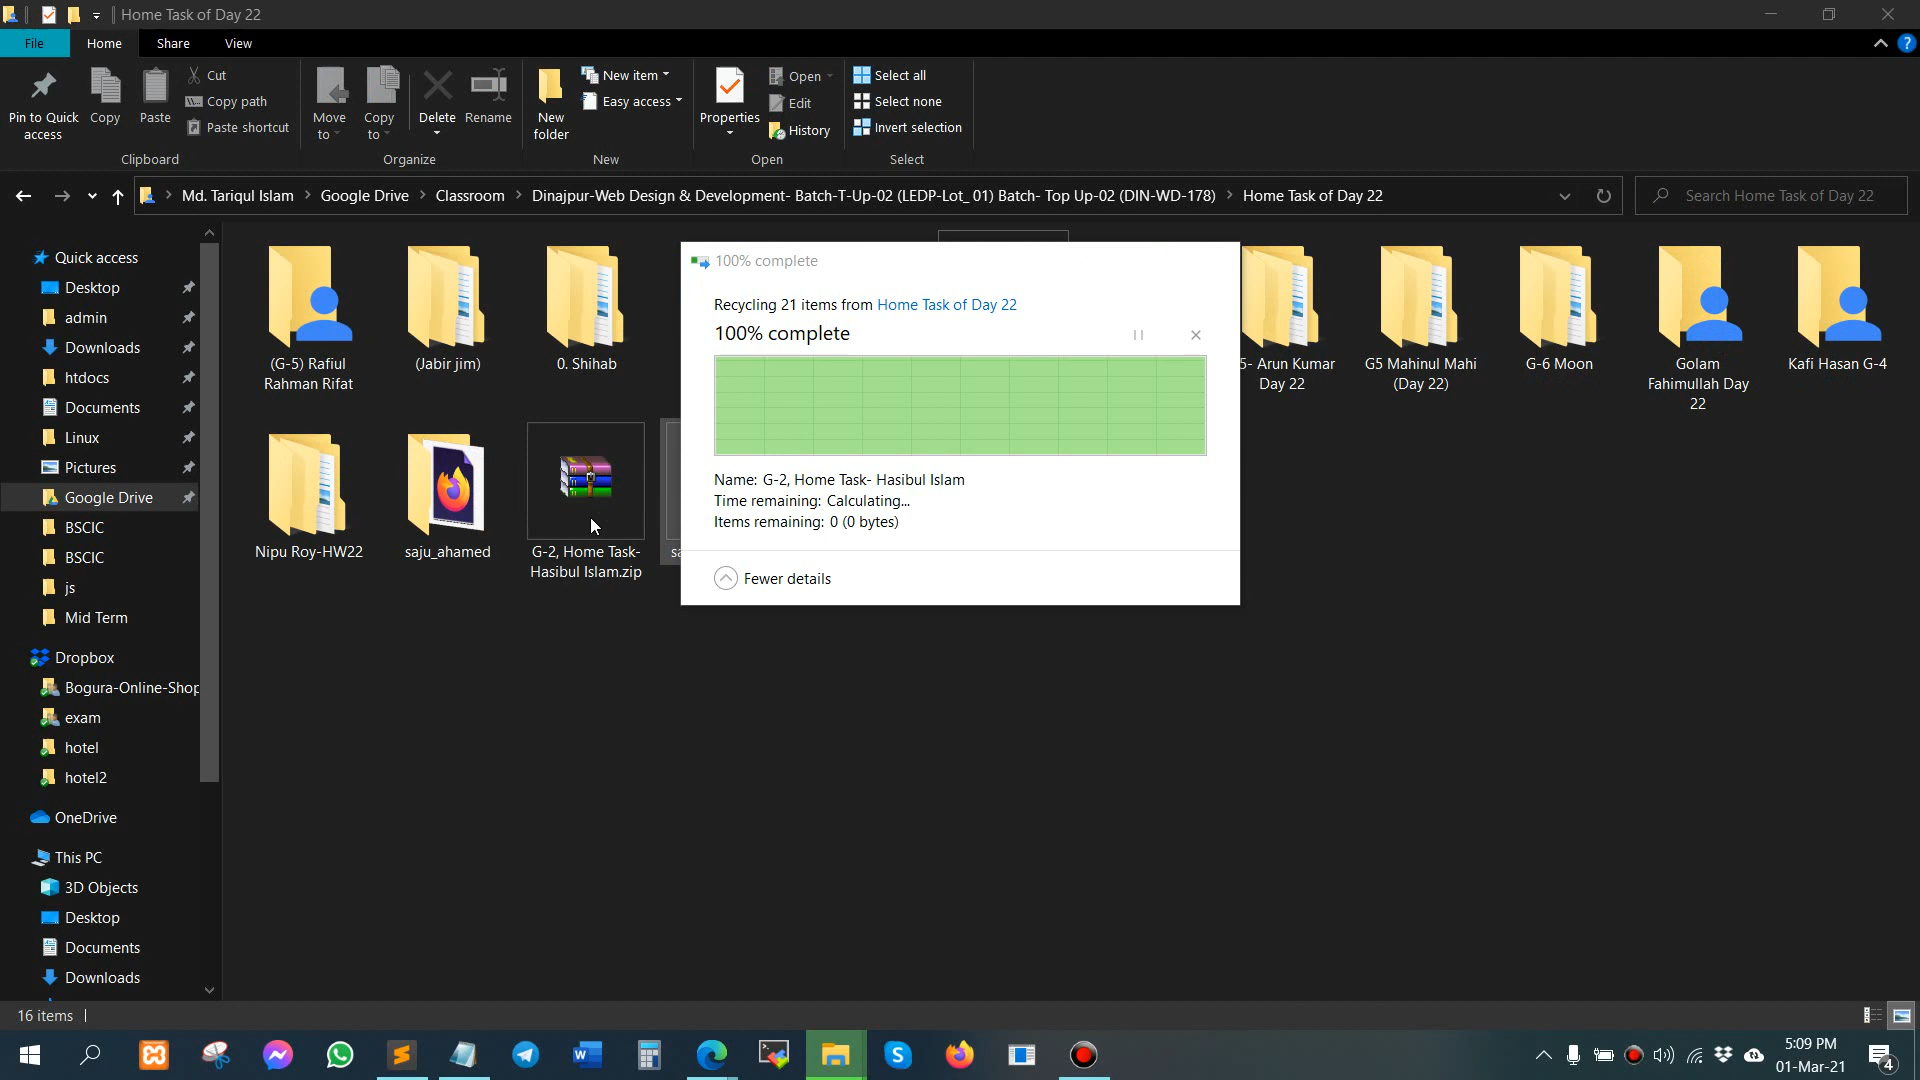 Home Task of Day 22
File Home Share View
Pin to Quick access
Copy
Paste
Cut
Copy path
Paste shortcut
Clipboard
Move to
Copy to
Delete
Rename
Organize
New folder
New item
Easy access
New
Properties
Open
Edit
History
Open
Select all
Select none
Invert selection
Select
Md. Tariqul Islam > Google Drive > Classroom > Dinajpur-Web Design & Development- Batch-T-Up-02 (LEDP-Lot_ 01) Batch- Top Up-02 (DIN-WD-178) > Home Task of Day 22
Search Home Task of Day 22
Quick access
Desktop
admin
Downloads
htdocs
Documents
Linux
Pictures
Google Drive
BSCIC
BSCIC
js
Mid Term
Dropbox
Bogura-Online-Shop
exam
hotel
hotel2
OneDrive
This PC
3D Objects
Desktop
Documents
Downloads
(G-5) Rafiul
Rahman Rifat
(Jabir jim)
0. Shihab
5- Arun Kumar
Day 22
G5 Mahinul Mahi
(Day 22)
G-6 Moon
Golam
Fahimullah Day
22
Kafi Hasan G-4
Nipu Roy-HW22
saju_ahamed
G-2, Home Task-
Hasibul Islam.zip
sa
100% complete
Recycling 21 items from Home Task of Day 22
100% complete
Name: G-2, Home Task- Hasibul Islam
Time remaining: Calculating...
Items remaining: 0 (0 bytes)
Fewer details
16 items
5:09 PM
01-Mar-21
4